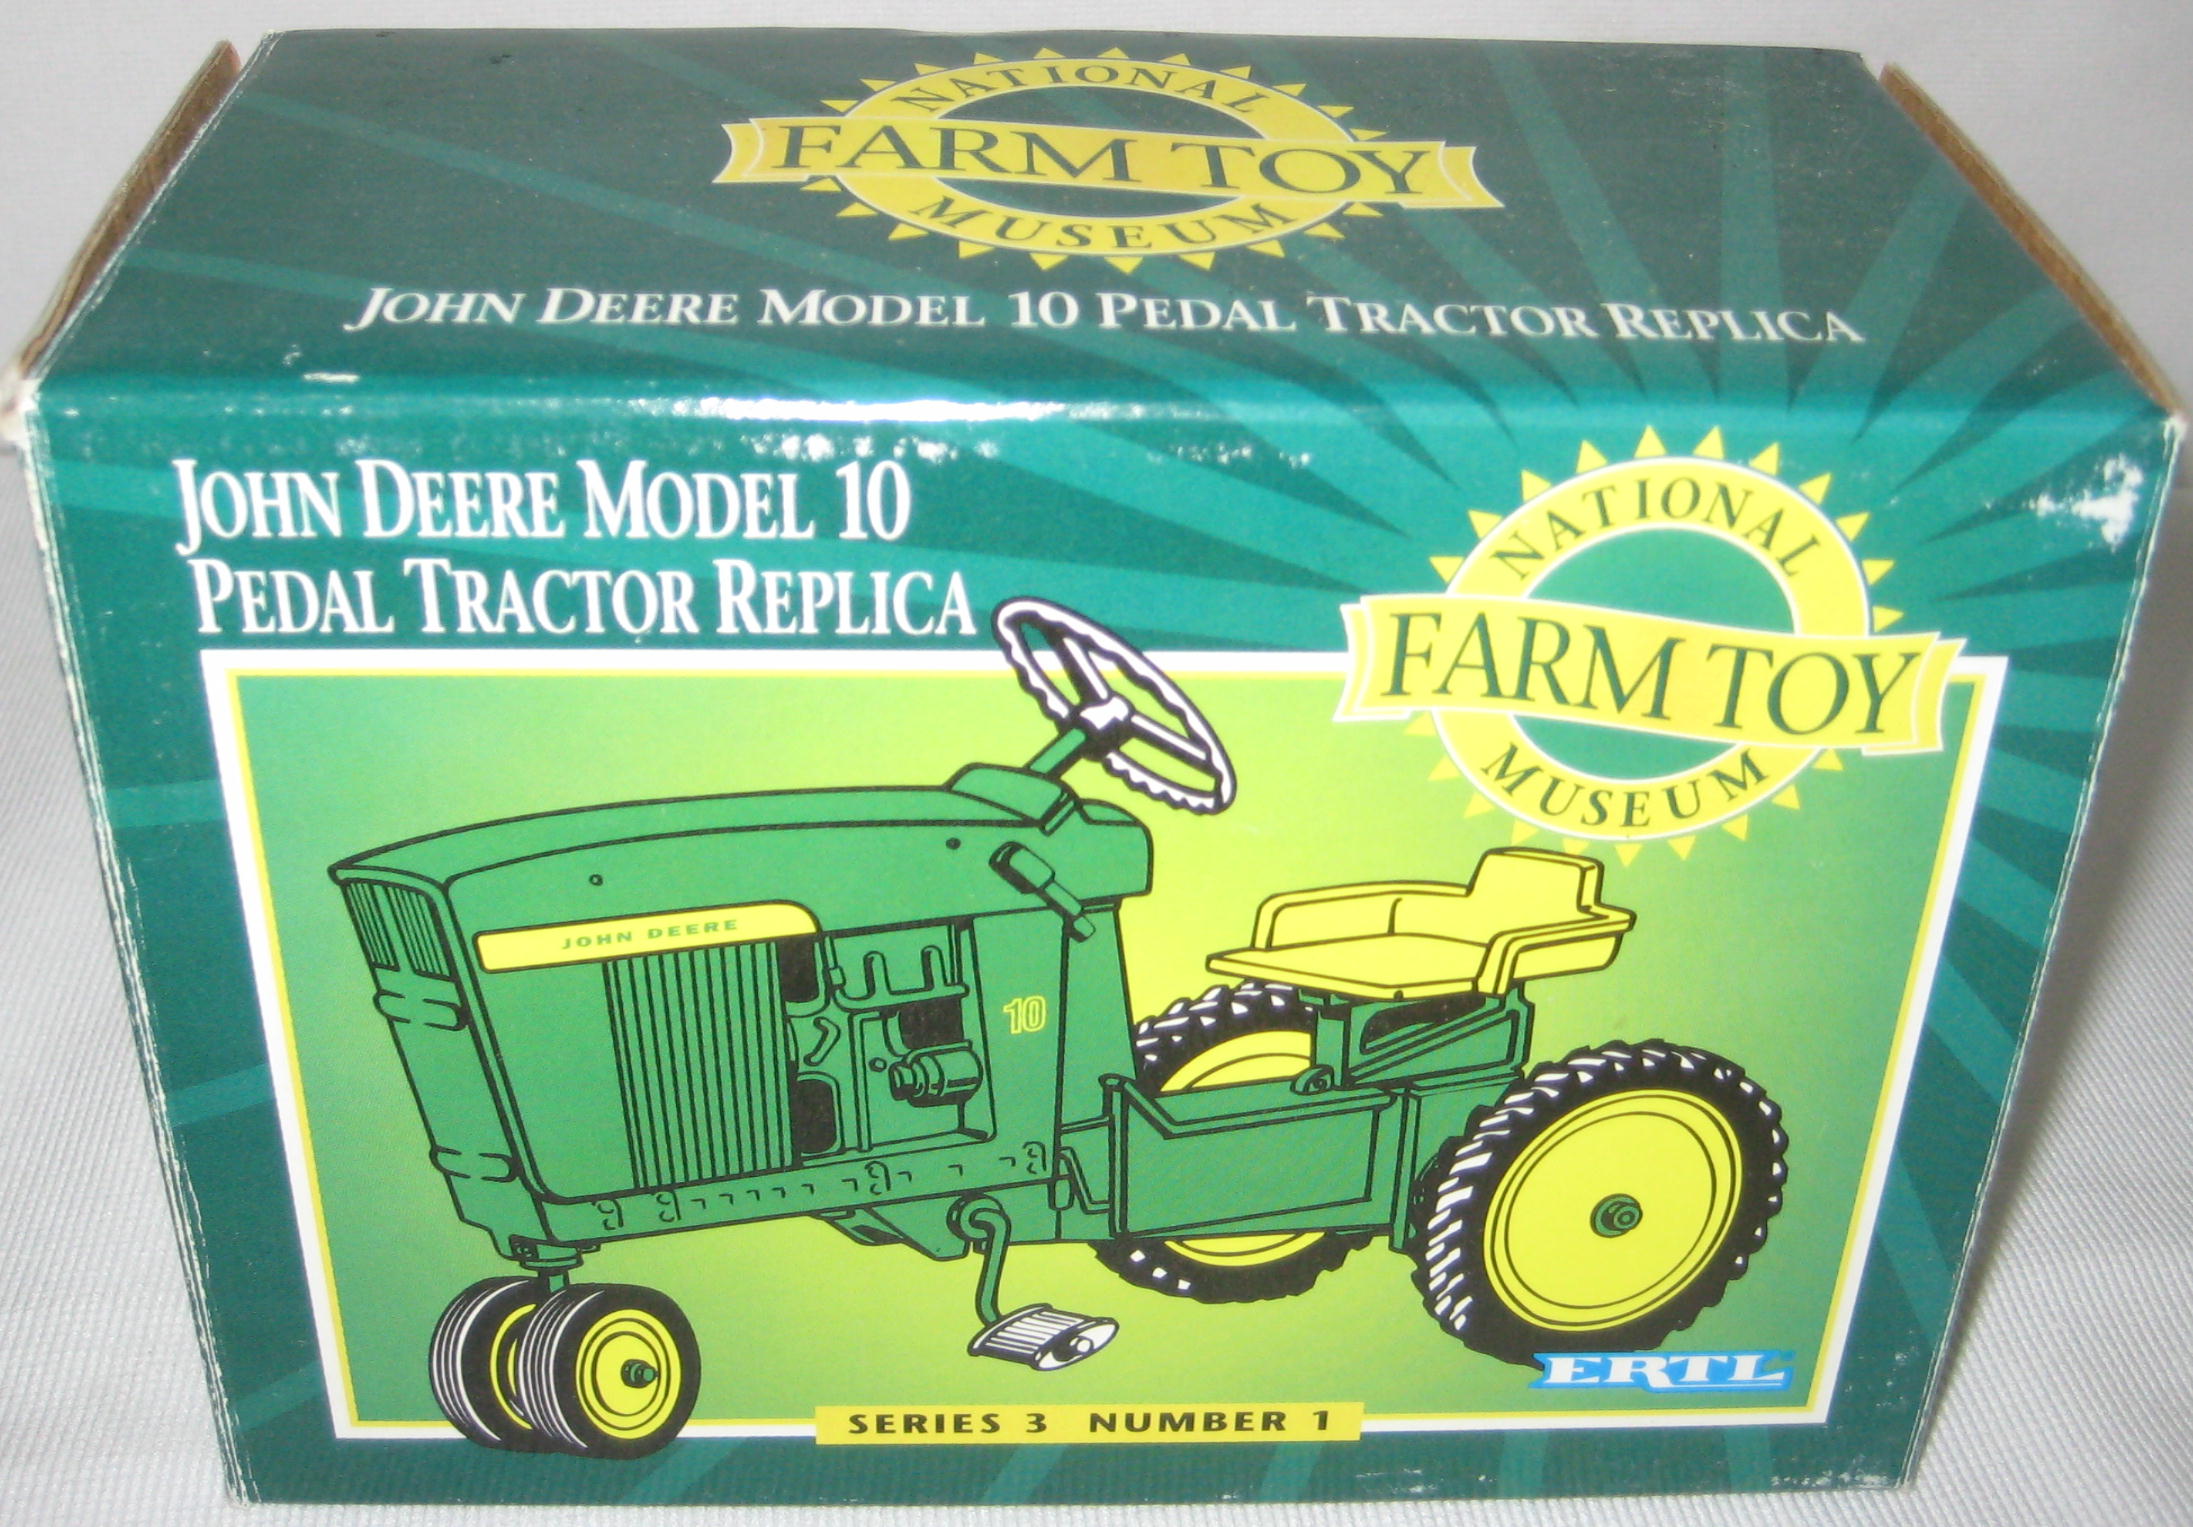 NATIONAL
FARM TOY
MUSEUM
JOHN DEERE MODEL 10 PEDAL TRACTOR REPLICA
JOHN DEERE MODEL 10
PEDAL TRACTOR REPLICA
NATIONAL
FARM TOY
MUSEUM
JOHN DEERE
10
ERTL
SERIES 3 NUMBER 1